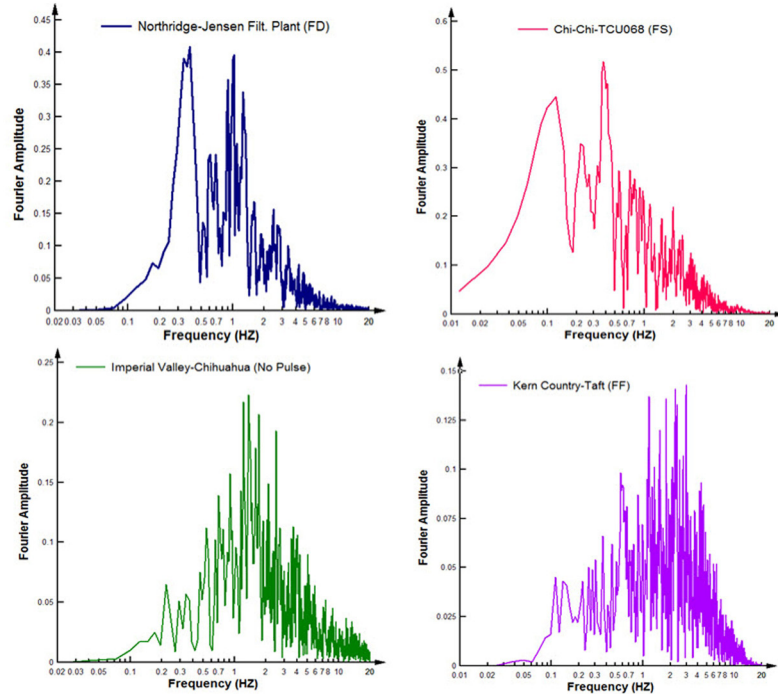 Northridge-Jensen Filt. Plant (FD)
Fourier Amplitude
0.45
0.4
0.35
0.3
0.25
0.2
0.15
0.1
0.05
0
0.02 0.03 0.05 0.1 0.2 0.3 0.5 0.7 1 2 3 4 5 6 7 8 10 20
Frequency (HZ)
Chi-Chi-TCU068 (FS)
Fourier Amplitude
0.6
0.5
0.4
0.3
0.2
0.1
0
0.01 0.02 0.05 0.1 0.2 0.3 0.5 0.7 1 2 3 4 5 6 7 8 10 20
Frequency (HZ)
Imperial Valley-Chihuahua (No Pulse)
Fourier Amplitude
0.25
0.2
0.15
0.1
0.05
0
0.02 0.03 0.05 0.1 0.2 0.3 0.5 0.7 1 2 3 4 5 6 7 8 10 20
Frequency (HZ)
Kern Country-Taft (FF)
Fourier Amplitude
0.15
0.125
0.1
0.075
0.05
0.025
0
0.01 0.02 0.05 0.1 0.2 0.3 0.5 0.7 1 2 3 4 5 6 7 8 10 20
Frequency (HZ)